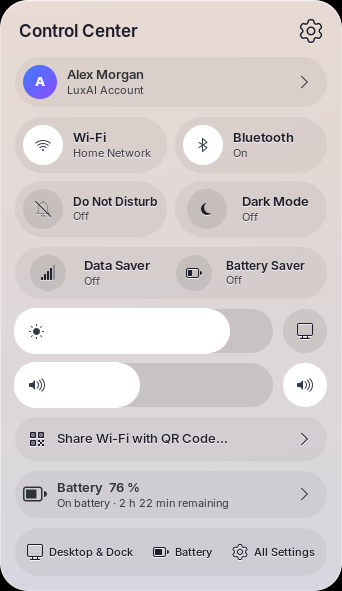 Control Center
A
Alex Morgan
LuxAI Account
Wi-Fi
Home Network
Bluetooth
On
Do Not Disturb
Off
Dark Mode
Off
Data Saver
Off
Battery Saver
Off
Share Wi-Fi with QR Code...
Battery 76 %
On battery · 2 h 22 min remaining
Desktop & Dock Battery All Settings